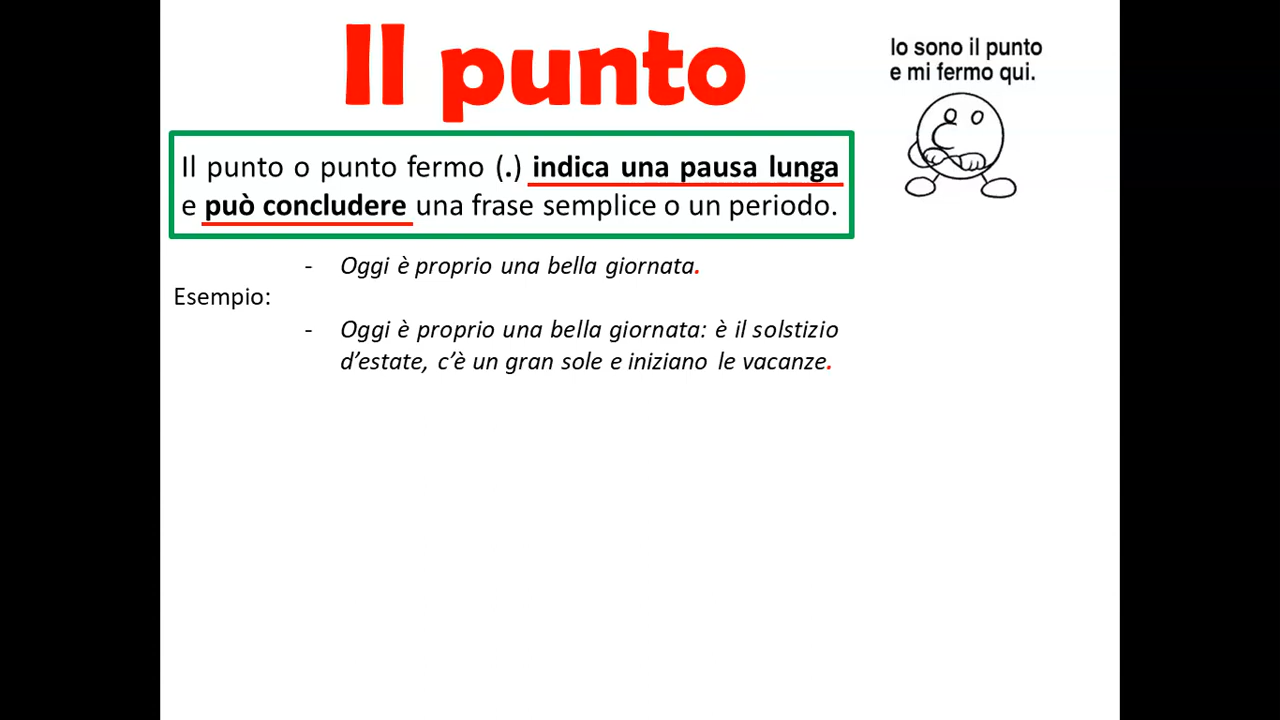 Il punto
Io sono il punto
e mi fermo qui.
Il punto o punto fermo (.) indica una pausa lunga
e può concludere una frase semplice o un periodo.
- Oggi è proprio una bella giornata.
Esempio:
- Oggi è proprio una bella giornata: è il solstizio
d’estate, c’è un gran sole e iniziano le vacanze.